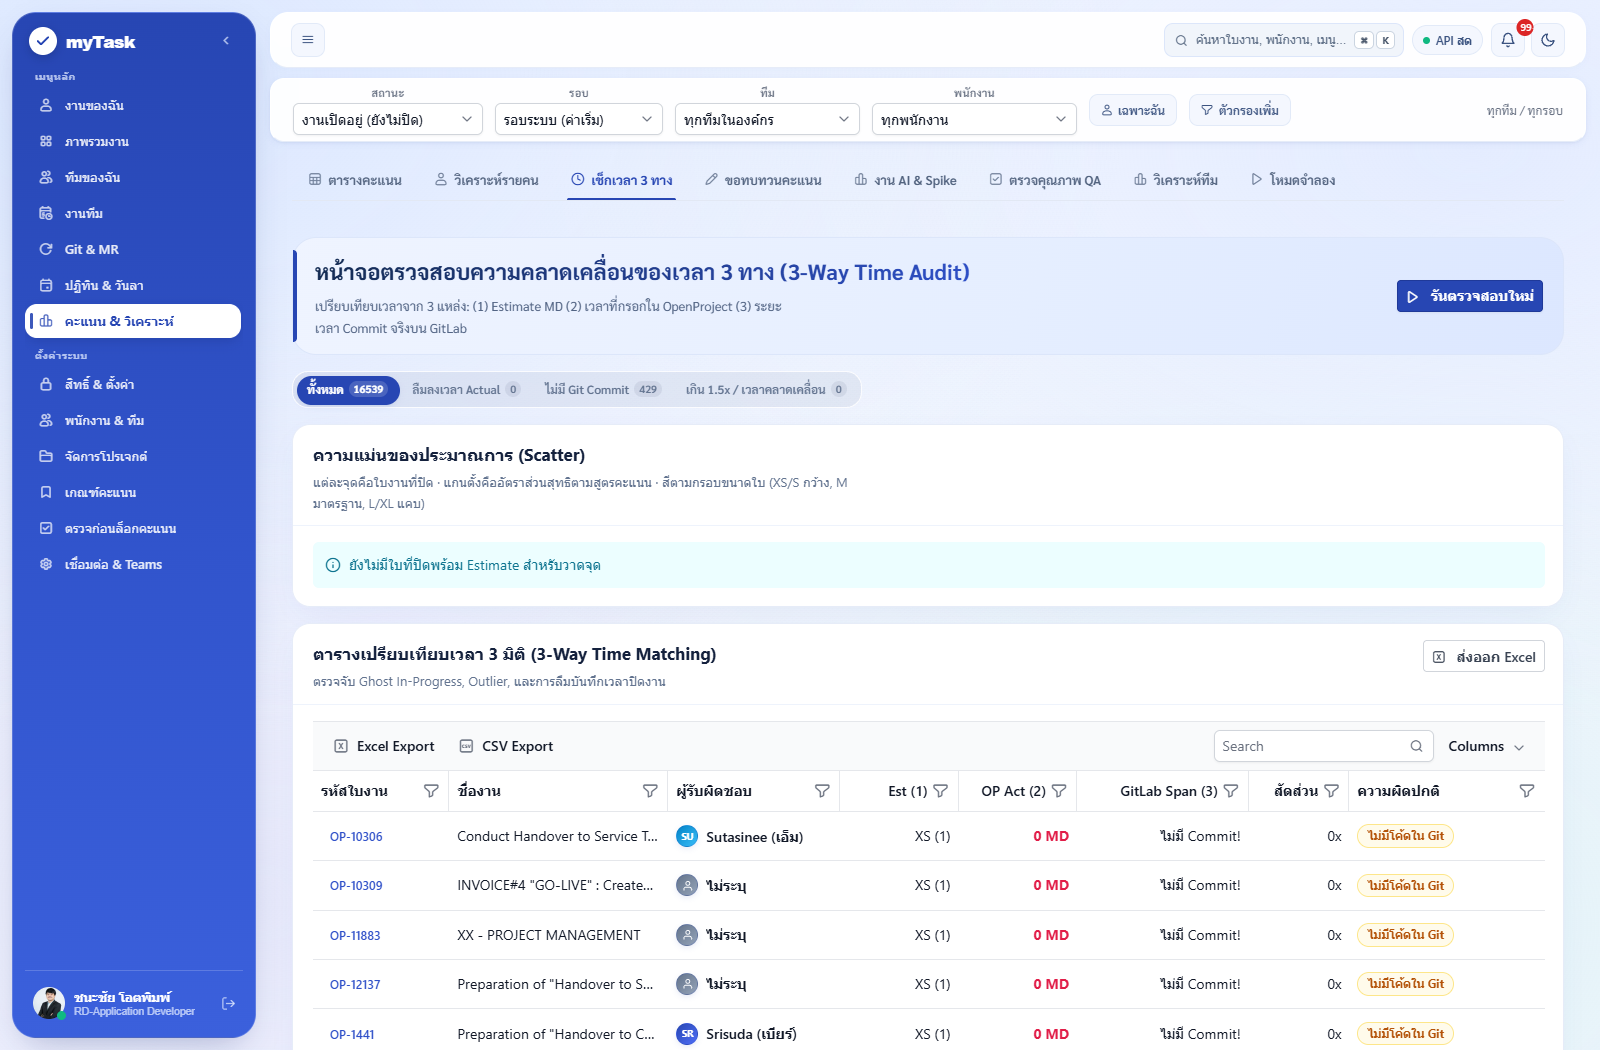 myTask
เมนูหลัก
งานของฉัน
ภาพรวมงาน
ทีมของฉัน
งานทีม
Git & MR
ปฏิทิน & วันลา
คะแนน & วิเคราะห์
ตั้งค่าระบบ
สิทธิ์ & ตั้งค่า
พนักงาน & ทีม
จัดการโปรเจกต์
เกณฑ์คะแนน
ตรวจก่อนล็อกคะแนน
เชื่อมต่อ & Teams
ชนะชัย โอตพิมพ์
RD-Application Developer
ค้นหาใบงาน, พนักงาน, เมนู... ⌘ K
API สด
99
สถานะ
งานเปิดอยู่ (ยังไม่ปิด)
รอบ
รอบระบบ (ค่าเริ่ม)
ทีม
ทุกทีมในองค์กร
พนักงาน
ทุกพนักงาน
เฉพาะฉัน
ตัวกรองเพิ่ม
ทุกทีม / ทุกรอบ
ตารางคะแนน
วิเคราะห์รายคน
เช็กเวลา 3 ทาง
ขอทบทวนคะแนน
งาน AI & Spike
ตรวจคุณภาพ QA
วิเคราะห์ทีม
โหมดจำลอง
หน้าจอตรวจสอบความคลาดเคลื่อนของเวลา 3 ทาง (3-Way Time Audit)
เปรียบเทียบเวลาจาก 3 แหล่ง: (1) Estimate MD (2) เวลาที่กรอกใน OpenProject (3) ระยะ
เวลา Commit จริงบน GitLab
รันตรวจสอบใหม่
ทั้งหมด 16539
ลืมลงเวลา Actual 0
ไม่มี Git Commit 429
เกิน 1.5x / เวลาคลาดเคลื่อน 0
ความแม่นของประมาณการ (Scatter)
แต่ละจุดคือใบงานที่ปิด · แกนตั้งคืออัตราส่วนสุทธิตามสูตรคะแนน · สีตามกรอบขนาดใบ (XS/S กว้าง, M
มาตรฐาน, L/XL แคบ)
ยังไม่มีใบที่ปิดพร้อม Estimate สำหรับวาดจุด
ตารางเปรียบเทียบเวลา 3 มิติ (3-Way Time Matching)
ตรวจจับ Ghost In-Progress, Outlier, และการลืมบันทึกเวลาปิดงาน
ส่งออก Excel
Excel Export
CSV Export
Search
Columns
รหัสใบงาน ชื่องาน ผู้รับผิดชอบ Est (1) OP Act (2) GitLab Span (3) สัดส่วน ความผิดปกติ
OP-10306 Conduct Handover to Service T... SU Sutasinee (เอ็ม) XS (1) 0 MD ไม่มี Commit! 0x ไม่มีโค้ดใน Git
OP-10309 INVOICE#4 "GO-LIVE" : Create... ไม่ระบุ XS (1) 0 MD ไม่มี Commit! 0x ไม่มีโค้ดใน Git
OP-11883 XX - PROJECT MANAGEMENT ไม่ระบุ XS (1) 0 MD ไม่มี Commit! 0x ไม่มีโค้ดใน Git
OP-12137 Preparation of "Handover to S... ไม่ระบุ XS (1) 0 MD ไม่มี Commit! 0x ไม่มีโค้ดใน Git
OP-1441 Preparation of "Handover to C... SR Srisuda (เบียร์) XS (1) 0 MD ไม่มี Commit! 0x ไม่มีโค้ดใน Git